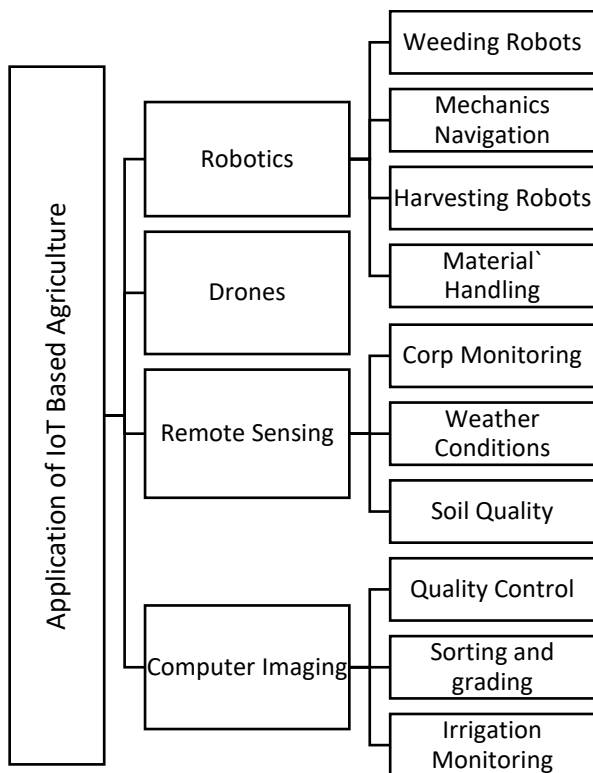 Application of IoT Based Agriculture
Robotics
Weeding Robots
Mechanics
Navigation
Harvesting Robots
Material`
Handling
Drones
Remote Sensing
Corp Monitoring
Weather
Conditions
Soil Quality
Computer Imaging
Quality Control
Sorting and
grading
Irrigation
Monitoring